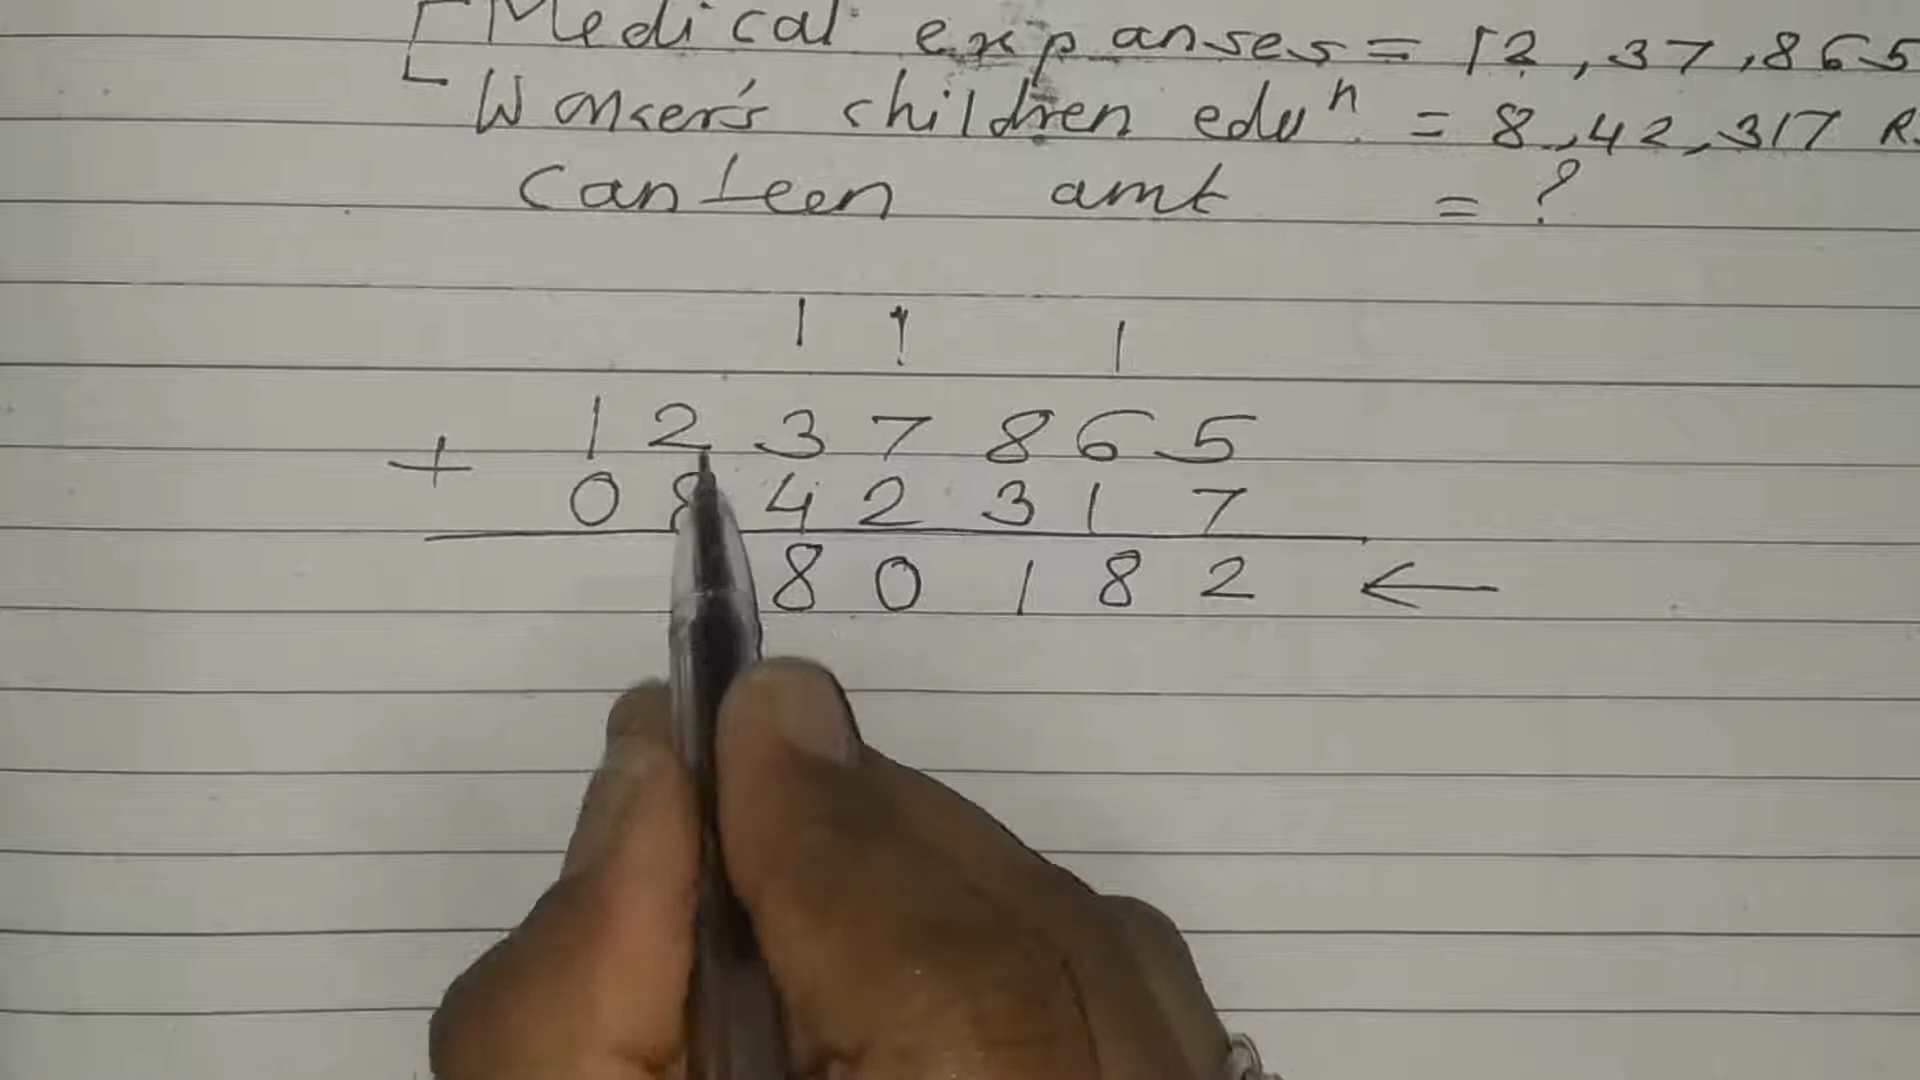 [Medical expanses = 12,37,865
Worker's children eduⁿ = 8,42,317 R
Canteen amt = ?
1 1 1
1 2 3 7 8 6 5
+ 0 8 4 2 3 1 7
8 0 1 8 2 ←